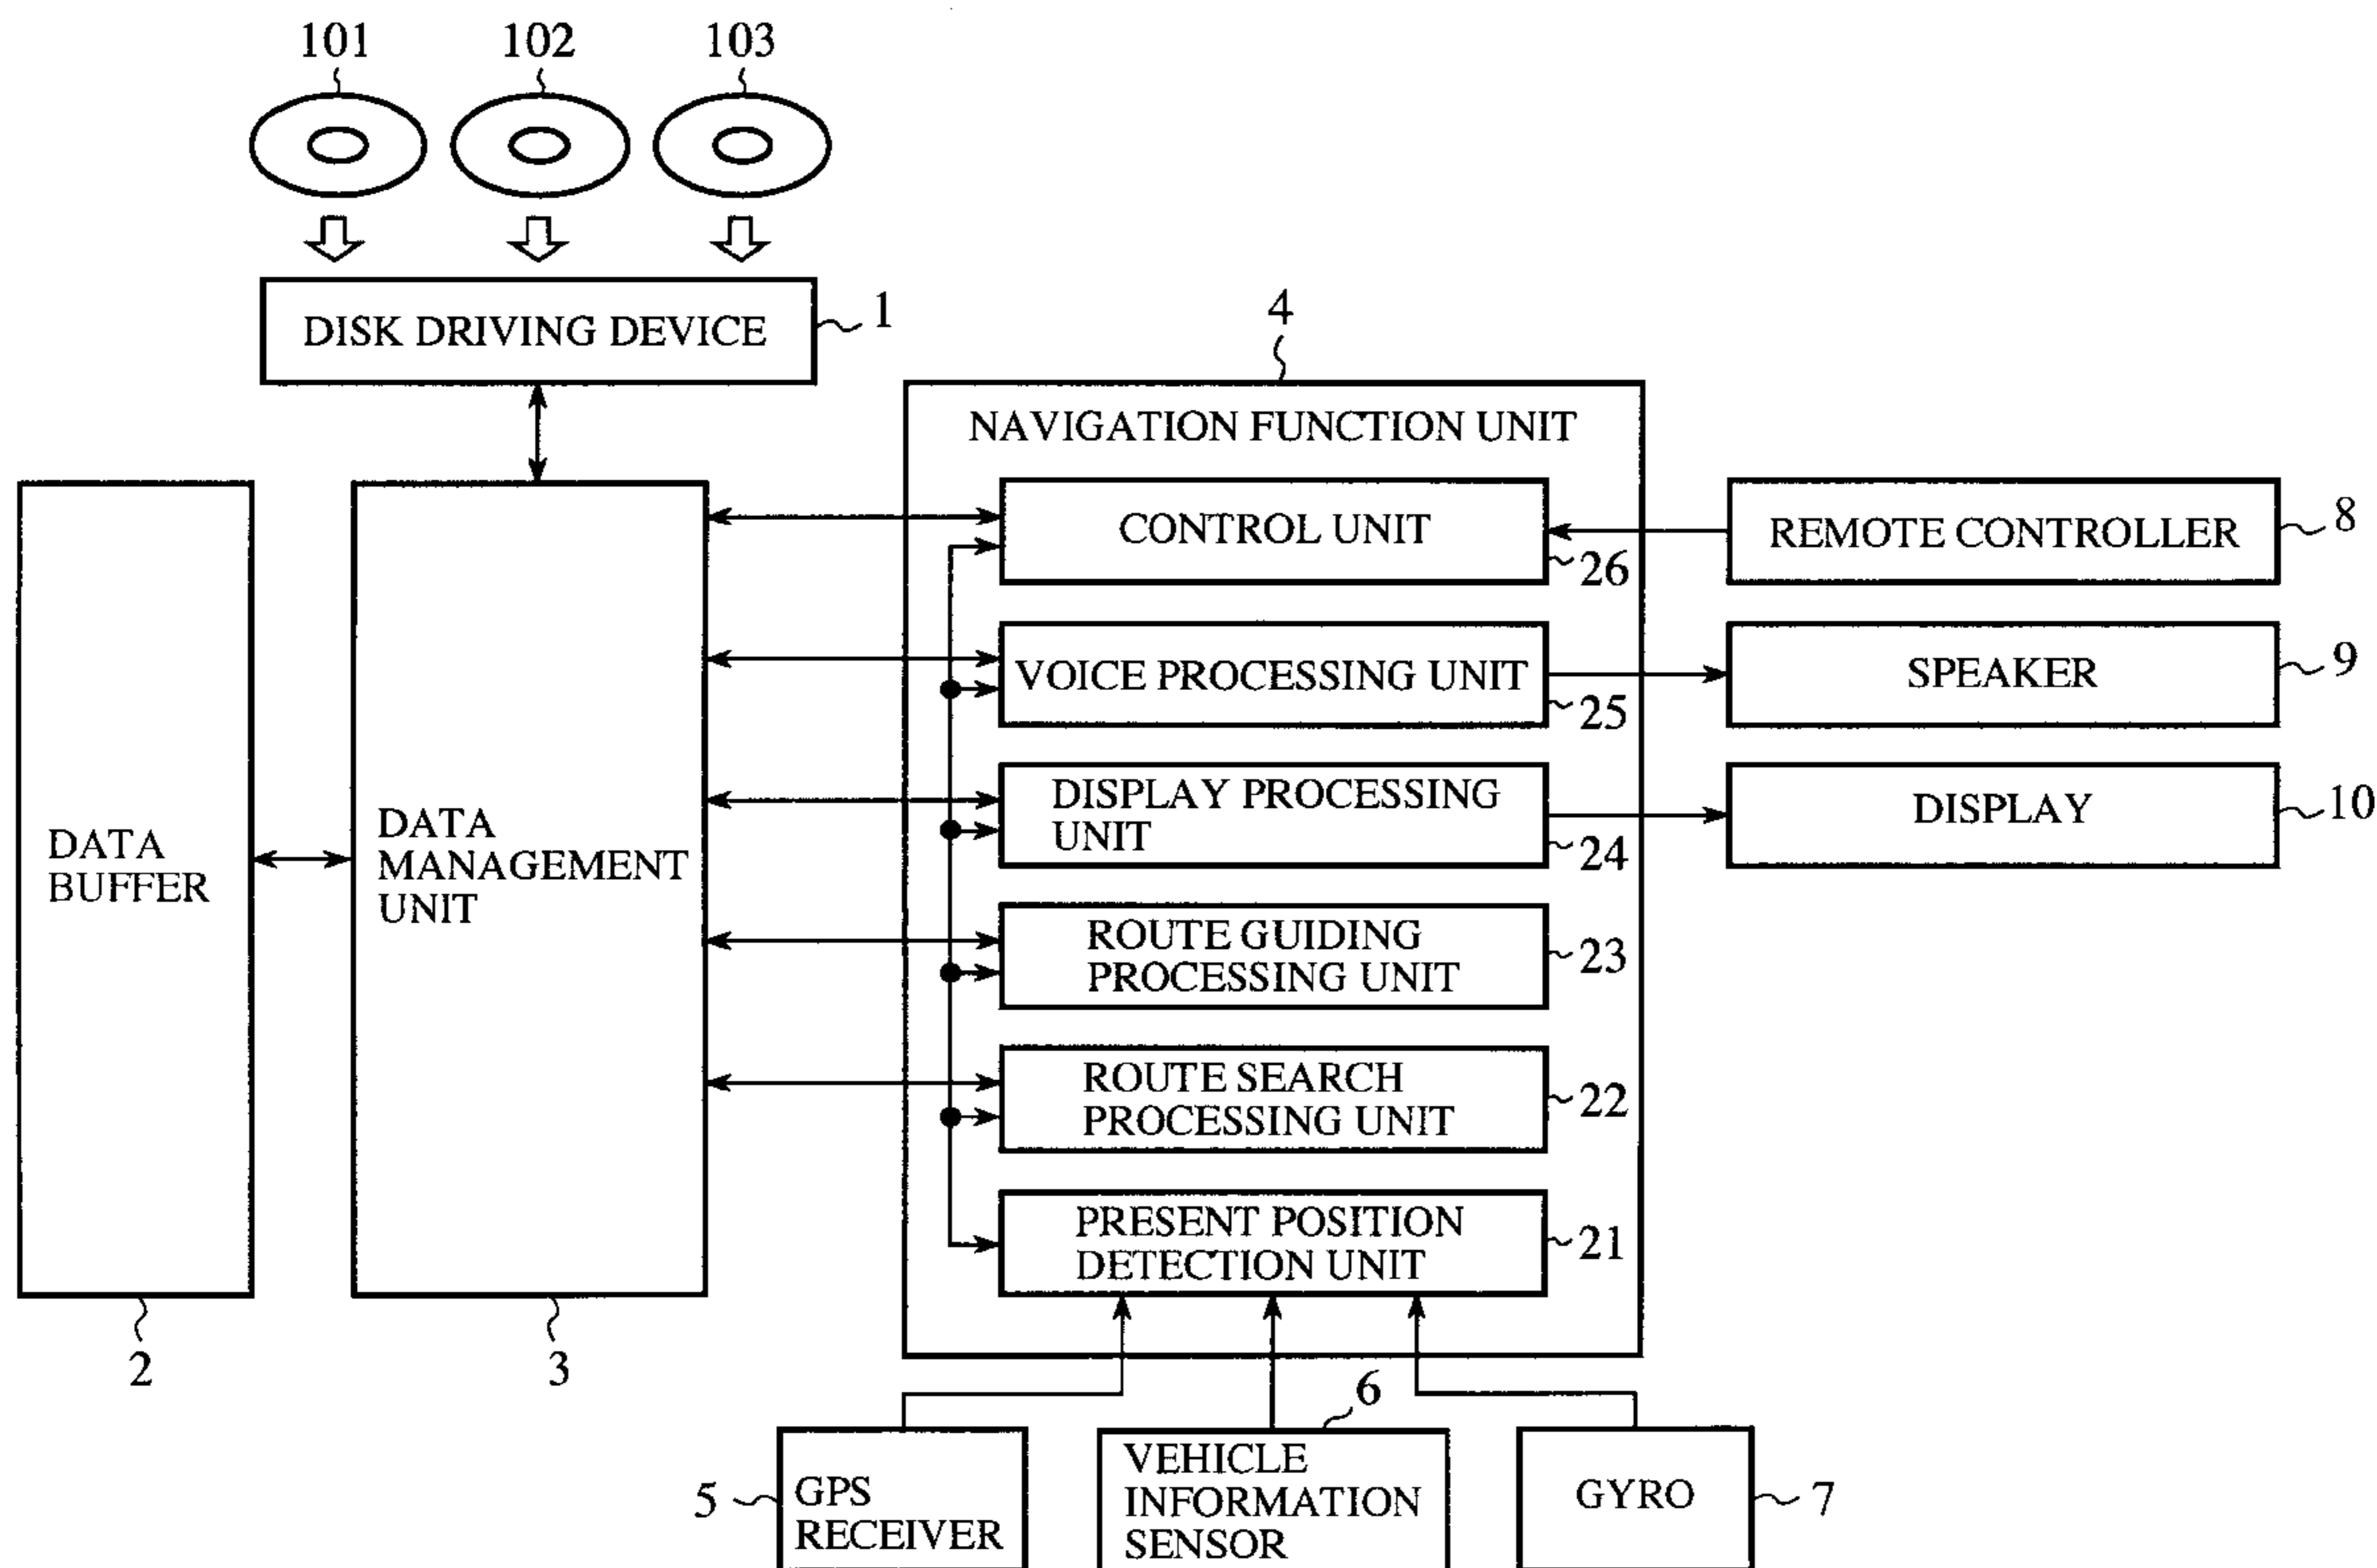 101
102
103
DISK DRIVING DEVICE
1
4
NAVIGATION FUNCTION UNIT
CONTROL UNIT
26
REMOTE CONTROLLER
8
VOICE PROCESSING UNIT
25
SPEAKER
9
DISPLAY PROCESSING
UNIT
24
DISPLAY
10
DATA
BUFFER
2
DATA
MANAGEMENT
UNIT
3
ROUTE GUIDING
PROCESSING UNIT
23
ROUTE SEARCH
PROCESSING UNIT
22
PRESENT POSITION
DETECTION UNIT
21
5
GPS
RECEIVER
6
VEHICLE
INFORMATION
SENSOR
GYRO
7